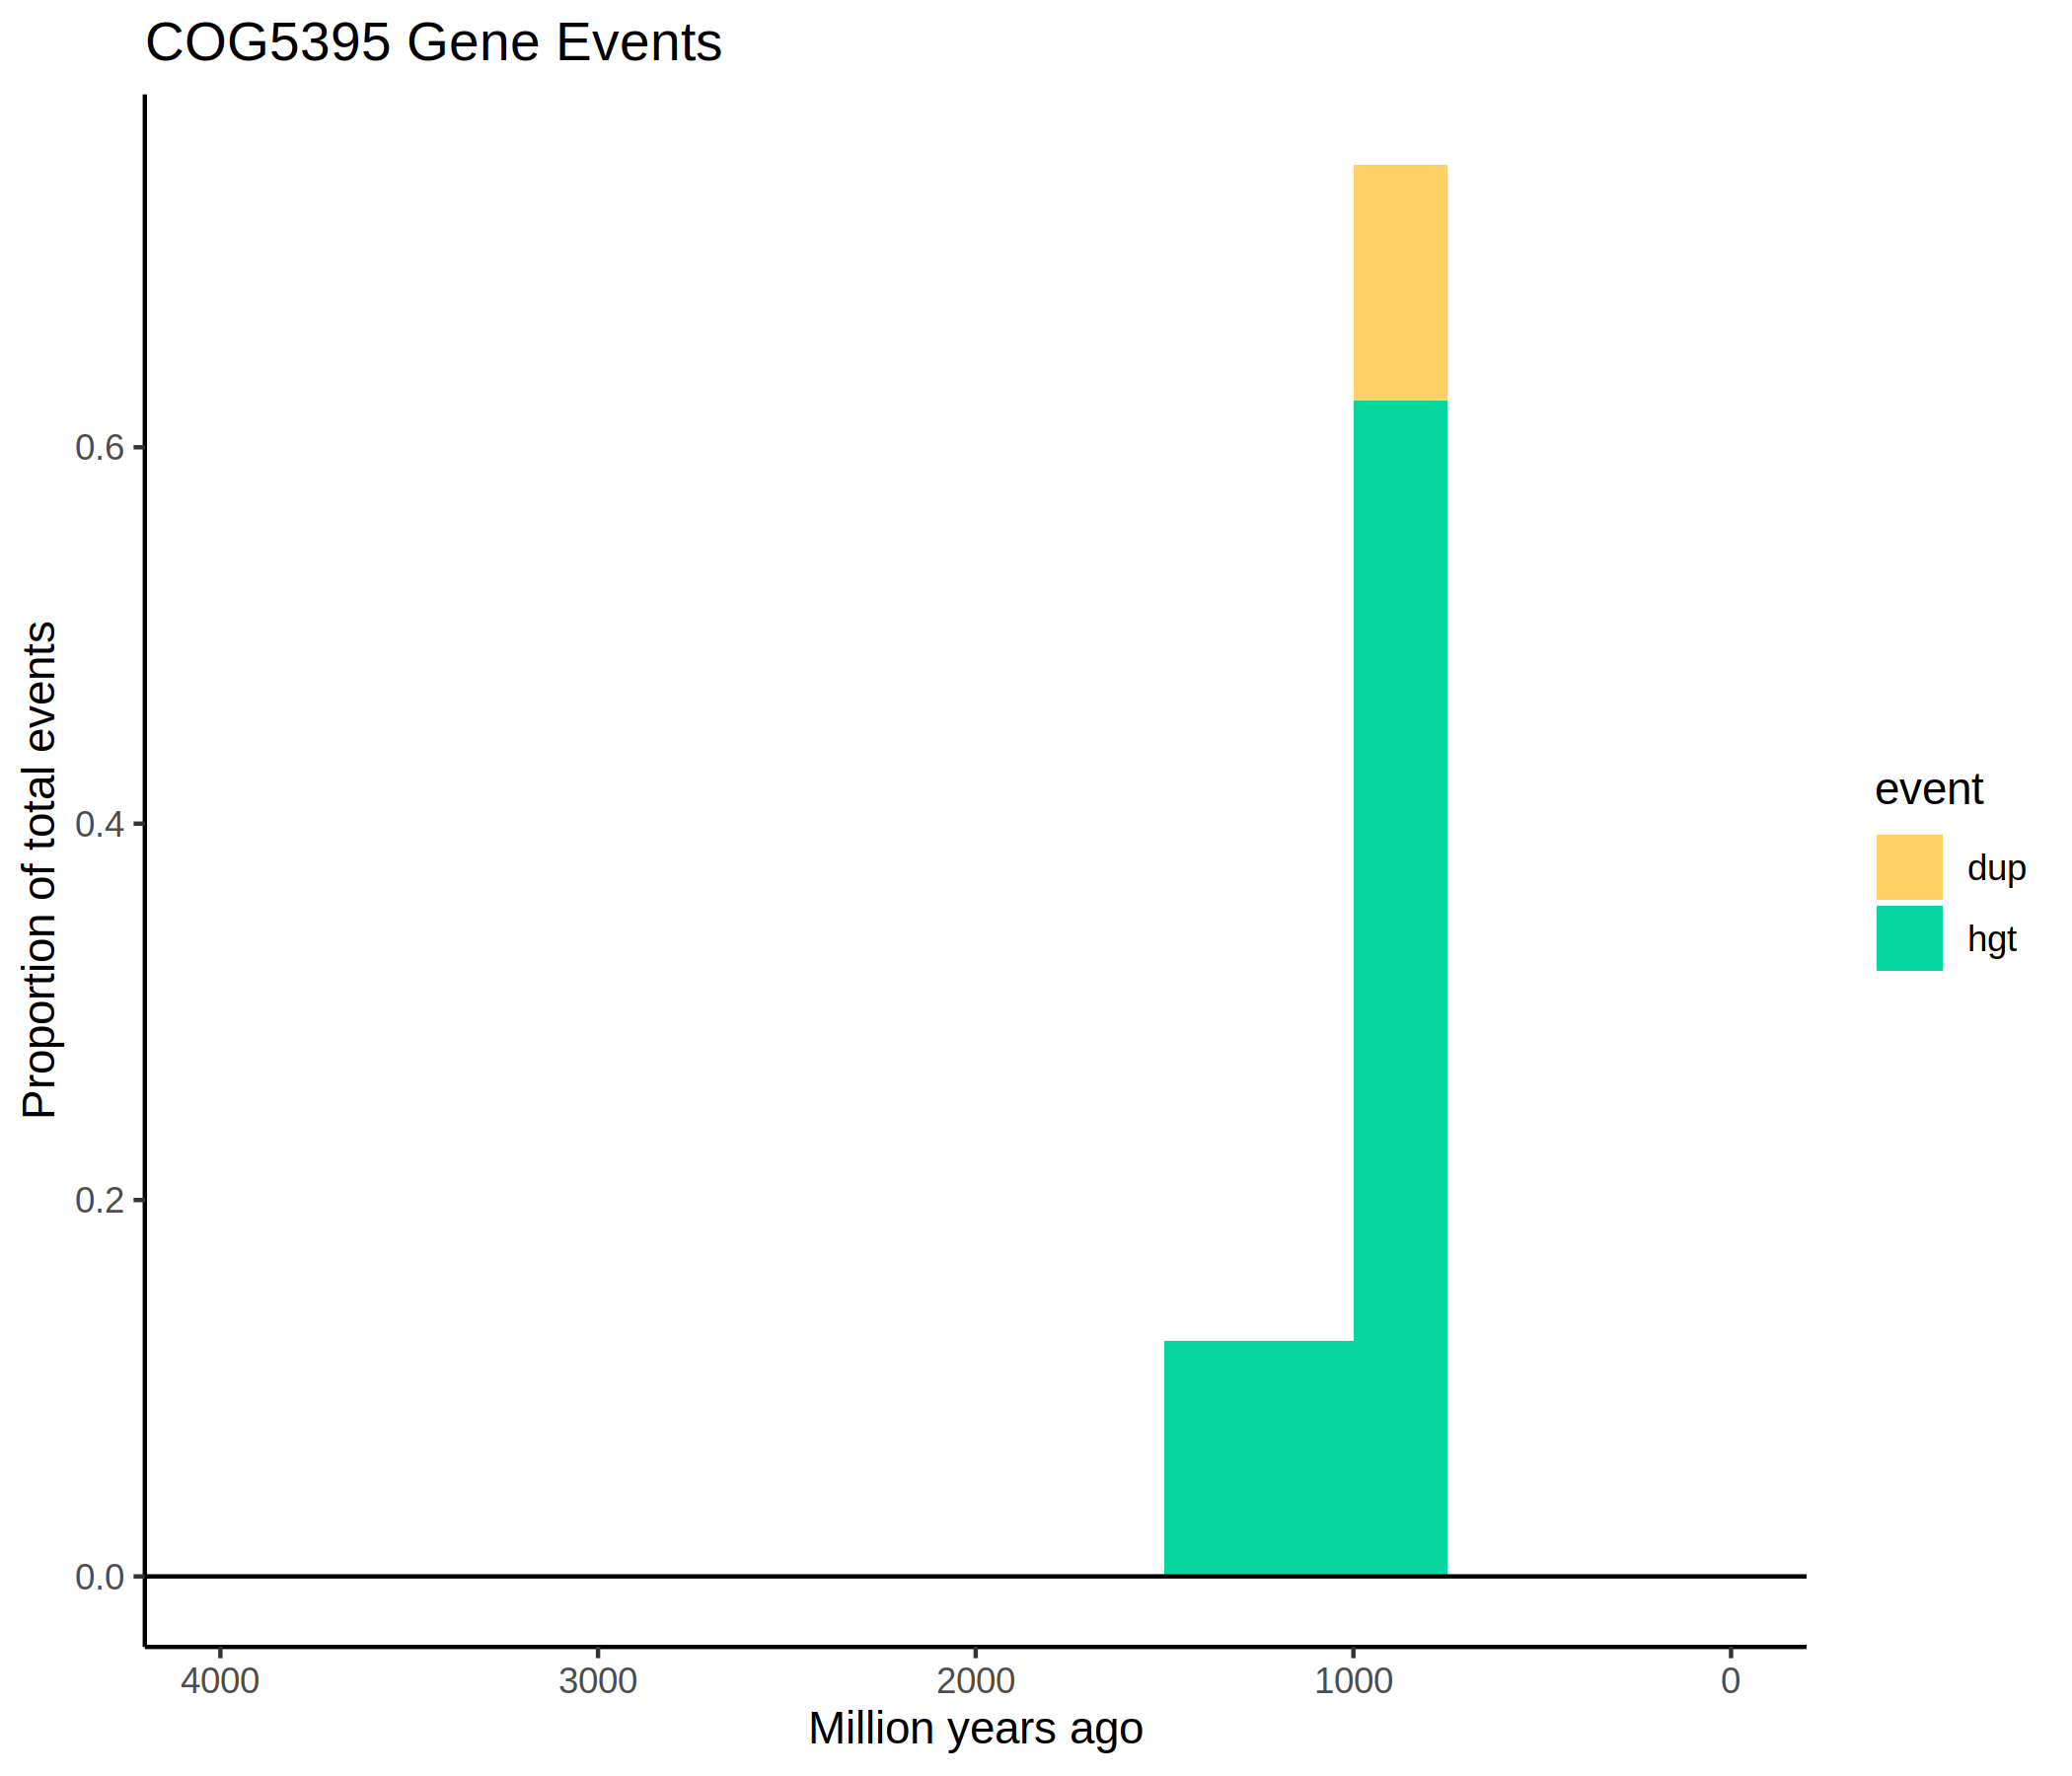 COG5395 Gene Events
Proportion of total events
0.6
0.4
0.2
0.0
4000 3000 2000 1000 0
Million years ago
event
dup
hgt